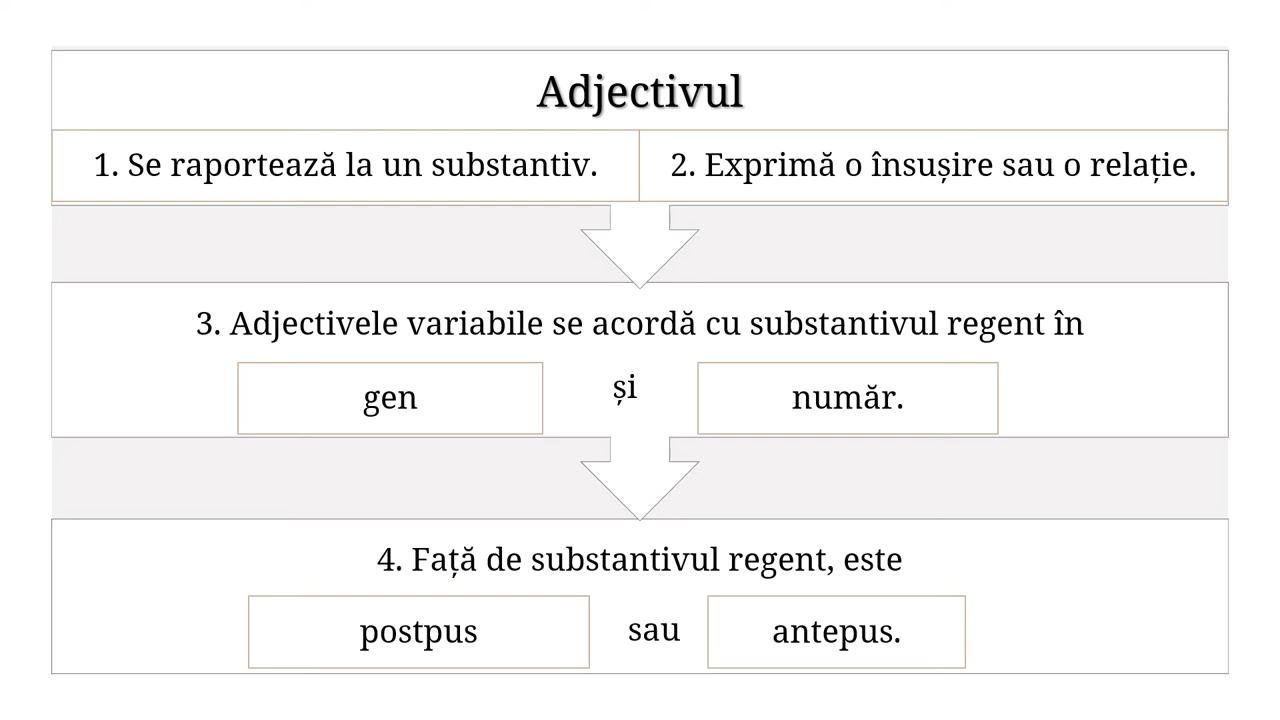 Adjectivul
1. Se raportează la un substantiv.
2. Exprimă o însușire sau o relație.
3. Adjectivele variabile se acordă cu substantivul regent în
gen și număr.
4. Față de substantivul regent, este
postpus sau antepus.